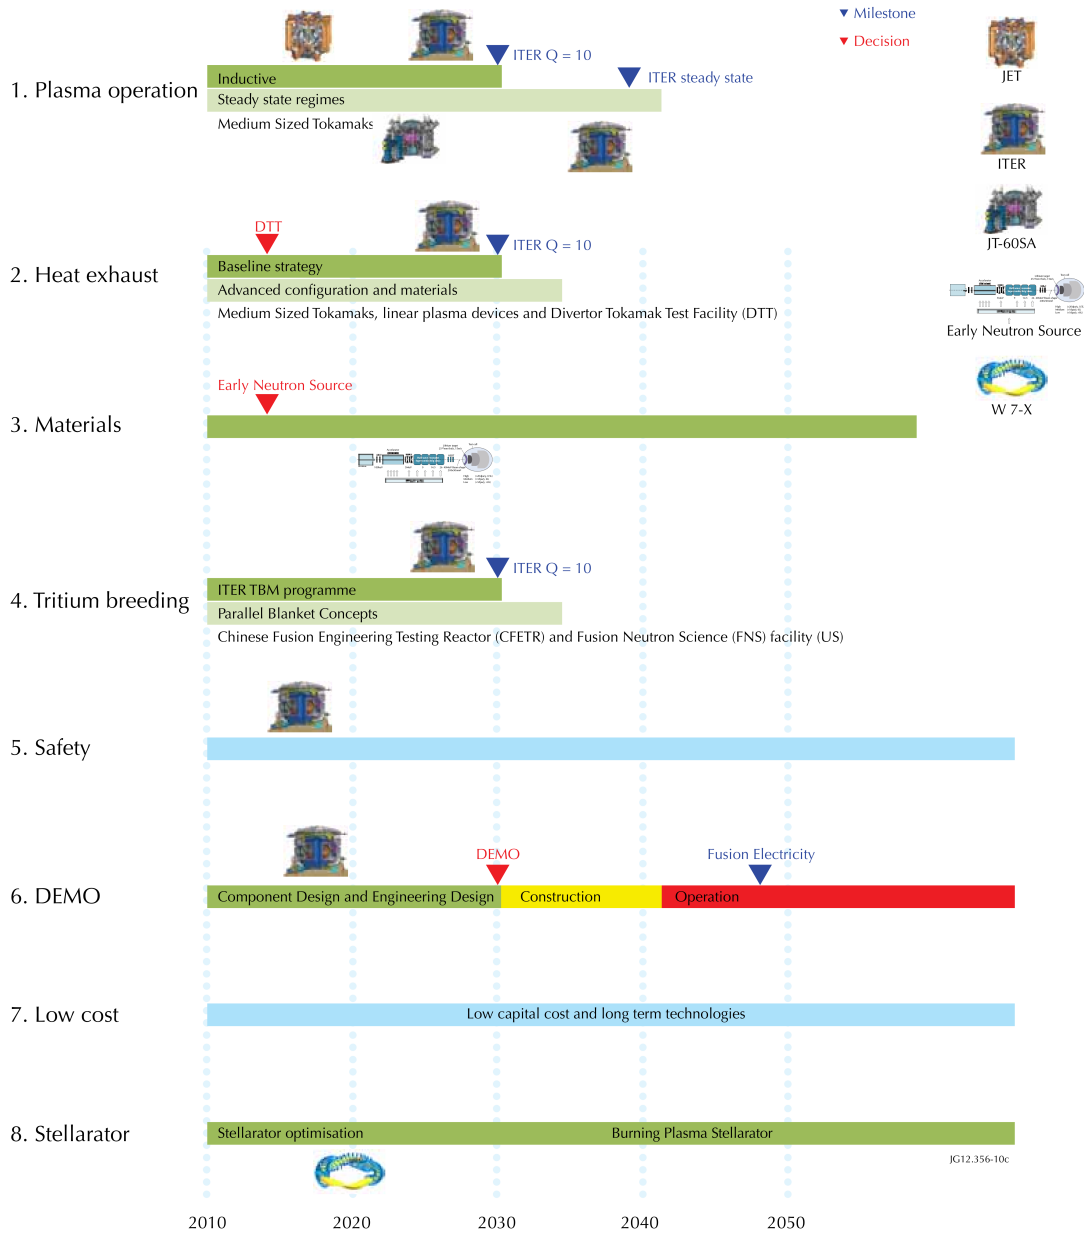 Milestone
Decision
ITER Q = 10
ITER steady state
1. Plasma operation
Inductive
Steady state regimes
Medium Sized Tokamaks
JET
ITER
JT-60SA
Early Neutron Source
W 7-X
DTT
ITER Q = 10
2. Heat exhaust
Baseline strategy
Advanced configuration and materials
Medium Sized Tokamaks, linear plasma devices and Divertor Tokamak Test Facility (DTT)
Early Neutron Source
3. Materials
ITER Q = 10
4. Tritium breeding
ITER TBM programme
Parallel Blanket Concepts
Chinese Fusion Engineering Testing Reactor (CFETR) and Fusion Neutron Science (FNS) facility (US)
5. Safety
DEMO
Fusion Electricity
6. DEMO
Component Design and Engineering Design
Construction
Operation
7. Low cost
Low capital cost and long term technologies
8. Stellarator
Stellarator optimisation
Burning Plasma Stellarator
JG12.356-10c
2010 2020 2030 2040 2050